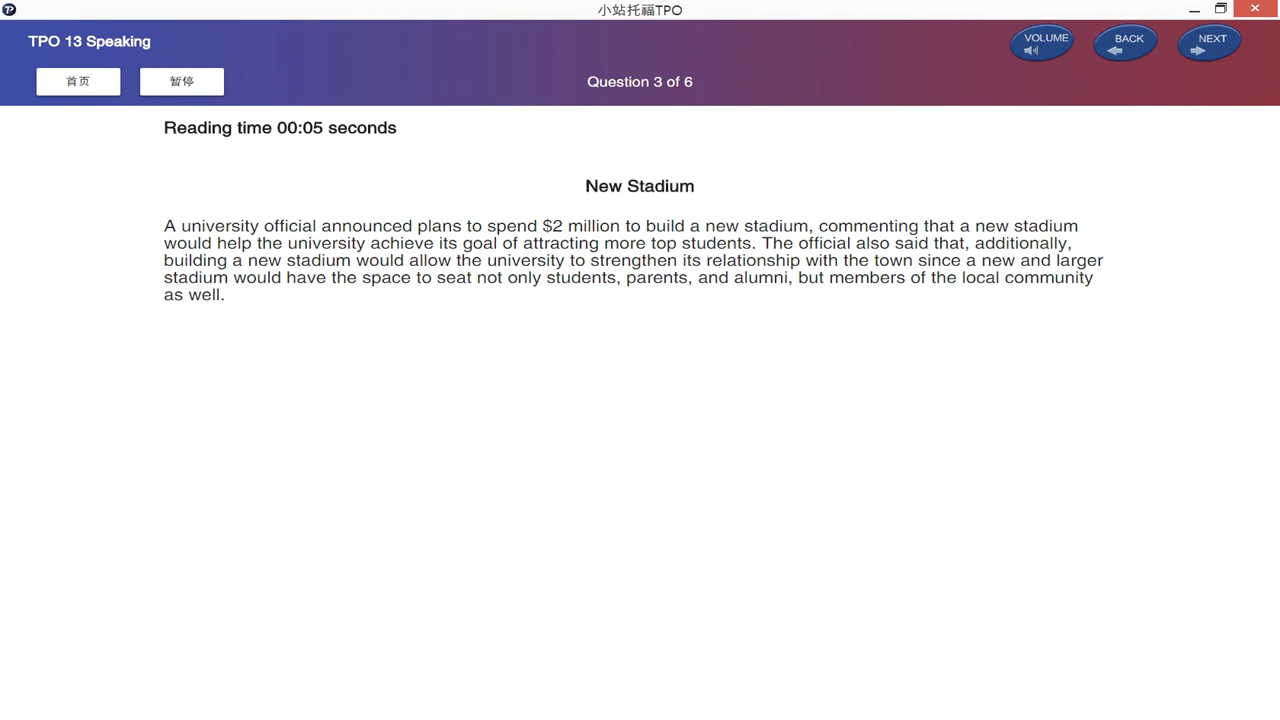 小站托福TPO
TPO 13 Speaking
VOLUME
BACK
NEXT
首页
暂停
Question 3 of 6
Reading time 00:05 seconds
New Stadium
A university official announced plans to spend $2 million to build a new stadium, commenting that a new stadium
would help the university achieve its goal of attracting more top students. The official also said that, additionally,
building a new stadium would allow the university to strengthen its relationship with the town since a new and larger
stadium would have the space to seat not only students, parents, and alumni, but members of the local community
as well.